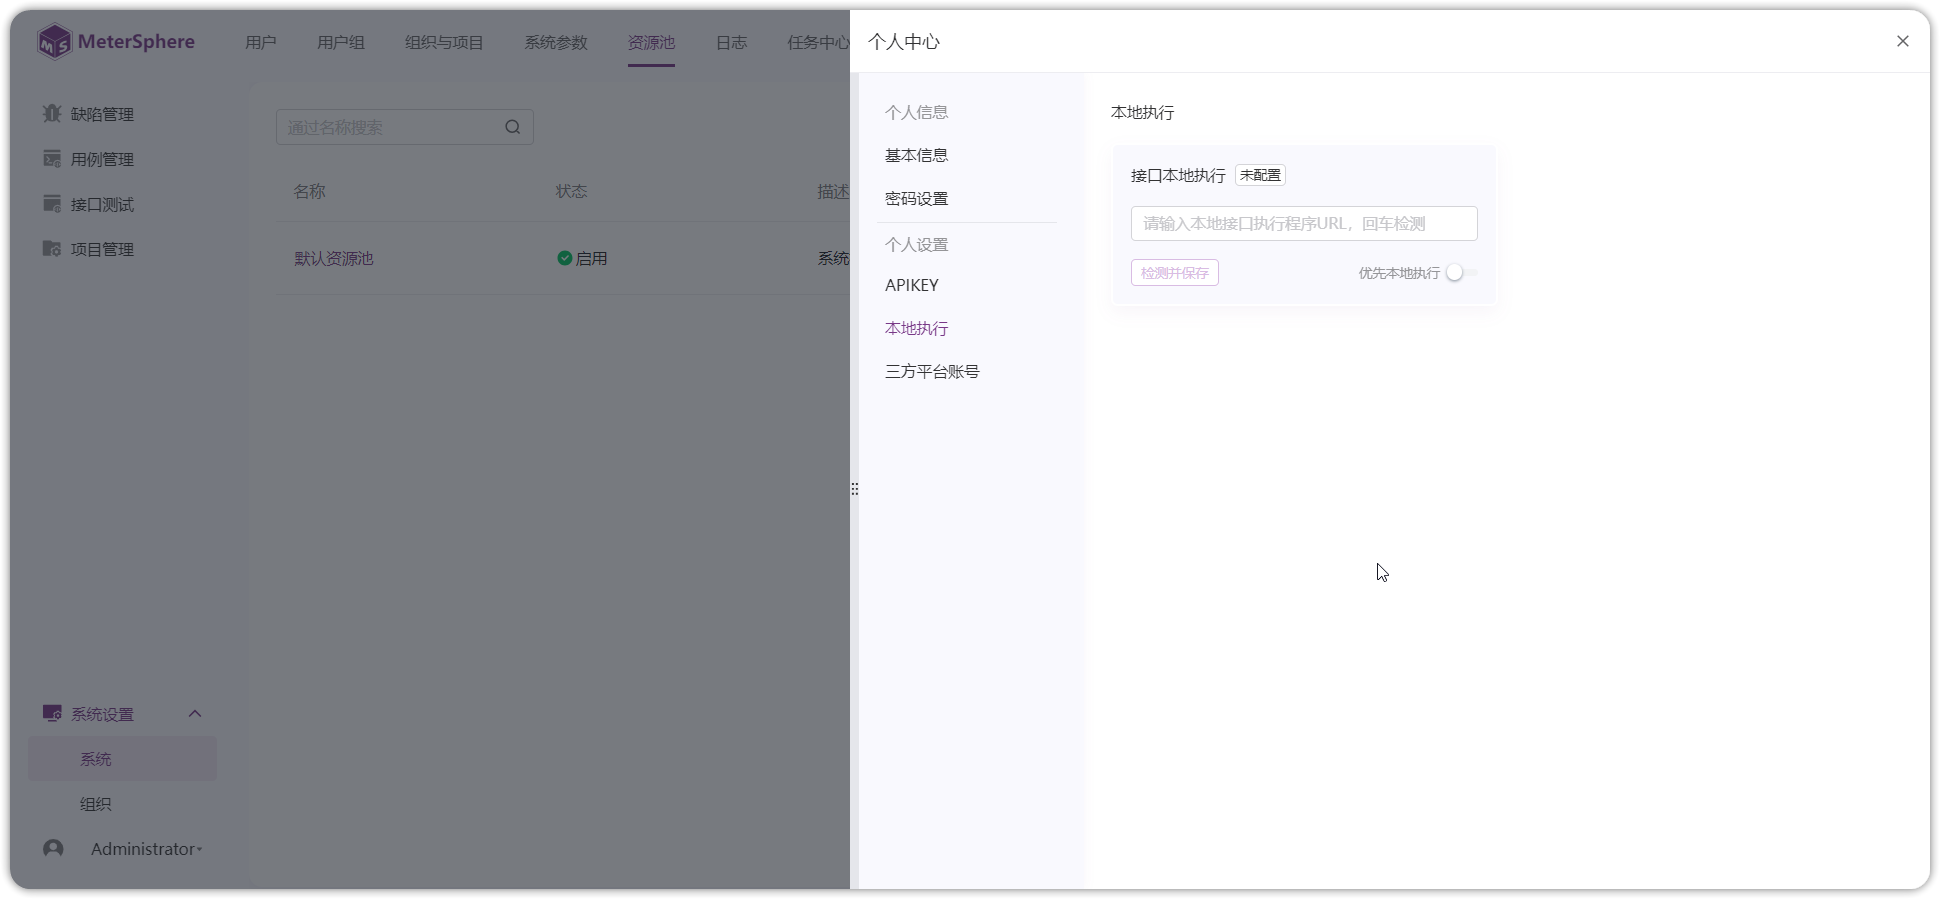 MeterSphere
用户
用户组
组织与项目
系统参数
资源池
日志
任务中心
缺陷管理
用例管理
接口测试
项目管理
通过名称搜索
名称
状态
描述
默认资源池
启用
系统
系统设置
系统
组织
Administrator
个人中心
个人信息
基本信息
密码设置
个人设置
APIKEY
本地执行
三方平台账号
本地执行
接口本地执行
未配置
请输入本地接口执行程序URL，回车检测
检测并保存
优先本地执行